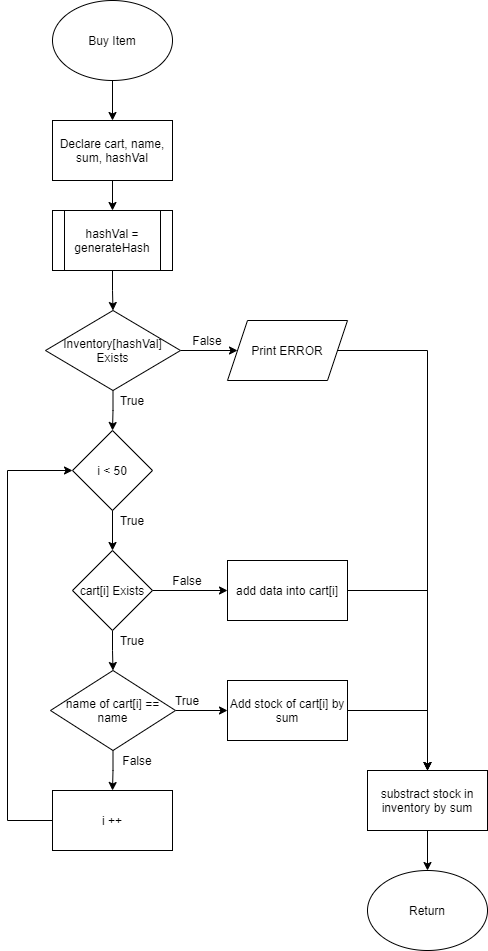 Buy Item
Declare cart, name,
sum, hashVal
hashVal =
generateHash
Inventory[hashVal]
Exists
False
Print ERROR
True
i < 50
True
cart[i] Exists
False
add data into cart[i]
True
name of cart[i] ==
name
True
Add stock of cart[i] by
sum
False
i ++
substract stock in
inventory by sum
Return